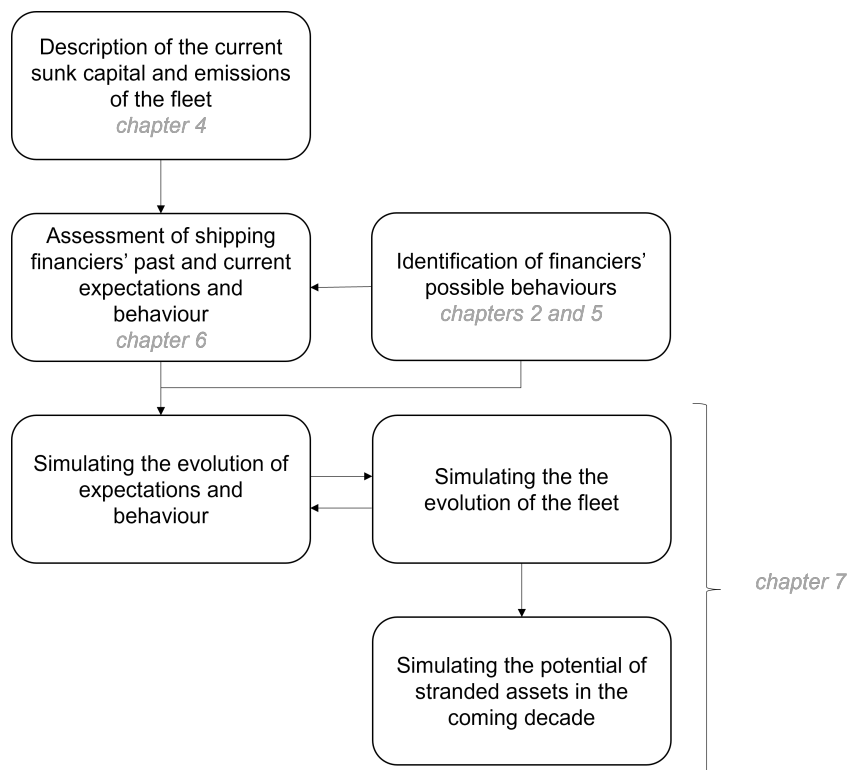 Description of the current
sunk capital and emissions
of the fleet
chapter 4
Assessment of shipping
financiers’ past and current
expectations and
behaviour
chapter 6
Identification of financiers’
possible behaviours
chapters 2 and 5
Simulating the evolution of
expectations and
behaviour
Simulating the the
evolution of the fleet
chapter 7
Simulating the potential of
stranded assets in the
coming decade